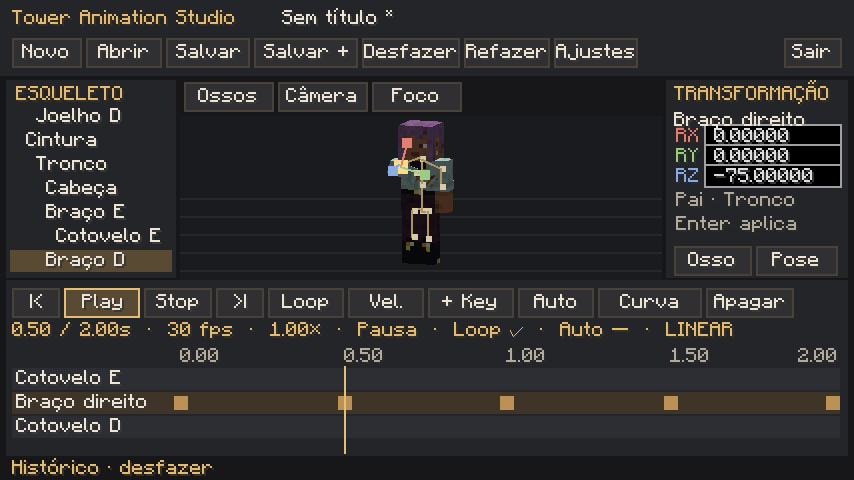 Tower Animation Studio Sem título *
Novo Abrir Salvar Salvar + Desfazer Refazer Ajustes Sair
ESQUELETO
Joelho D
Cintura
Tronco
Cabeça
Braço E
Cotovelo E
Braço D
Ossos Câmera Foco
TRANSFORMAÇÃO
Braço direito
RX 0.00000
RY 0.00000
RZ -75.00000
Pai · Tronco
Enter aplica
Osso Pose
|< Play Stop >| Loop Vel. + Key Auto Curva Apagar
0.50 / 2.00s · 30 fps · 1.00× · Pausa · Loop ✓ · Auto — · LINEAR
0.00 0.50 1.00 1.50 2.00
Cotovelo E
Braço direito
Cotovelo D
Histórico · desfazer